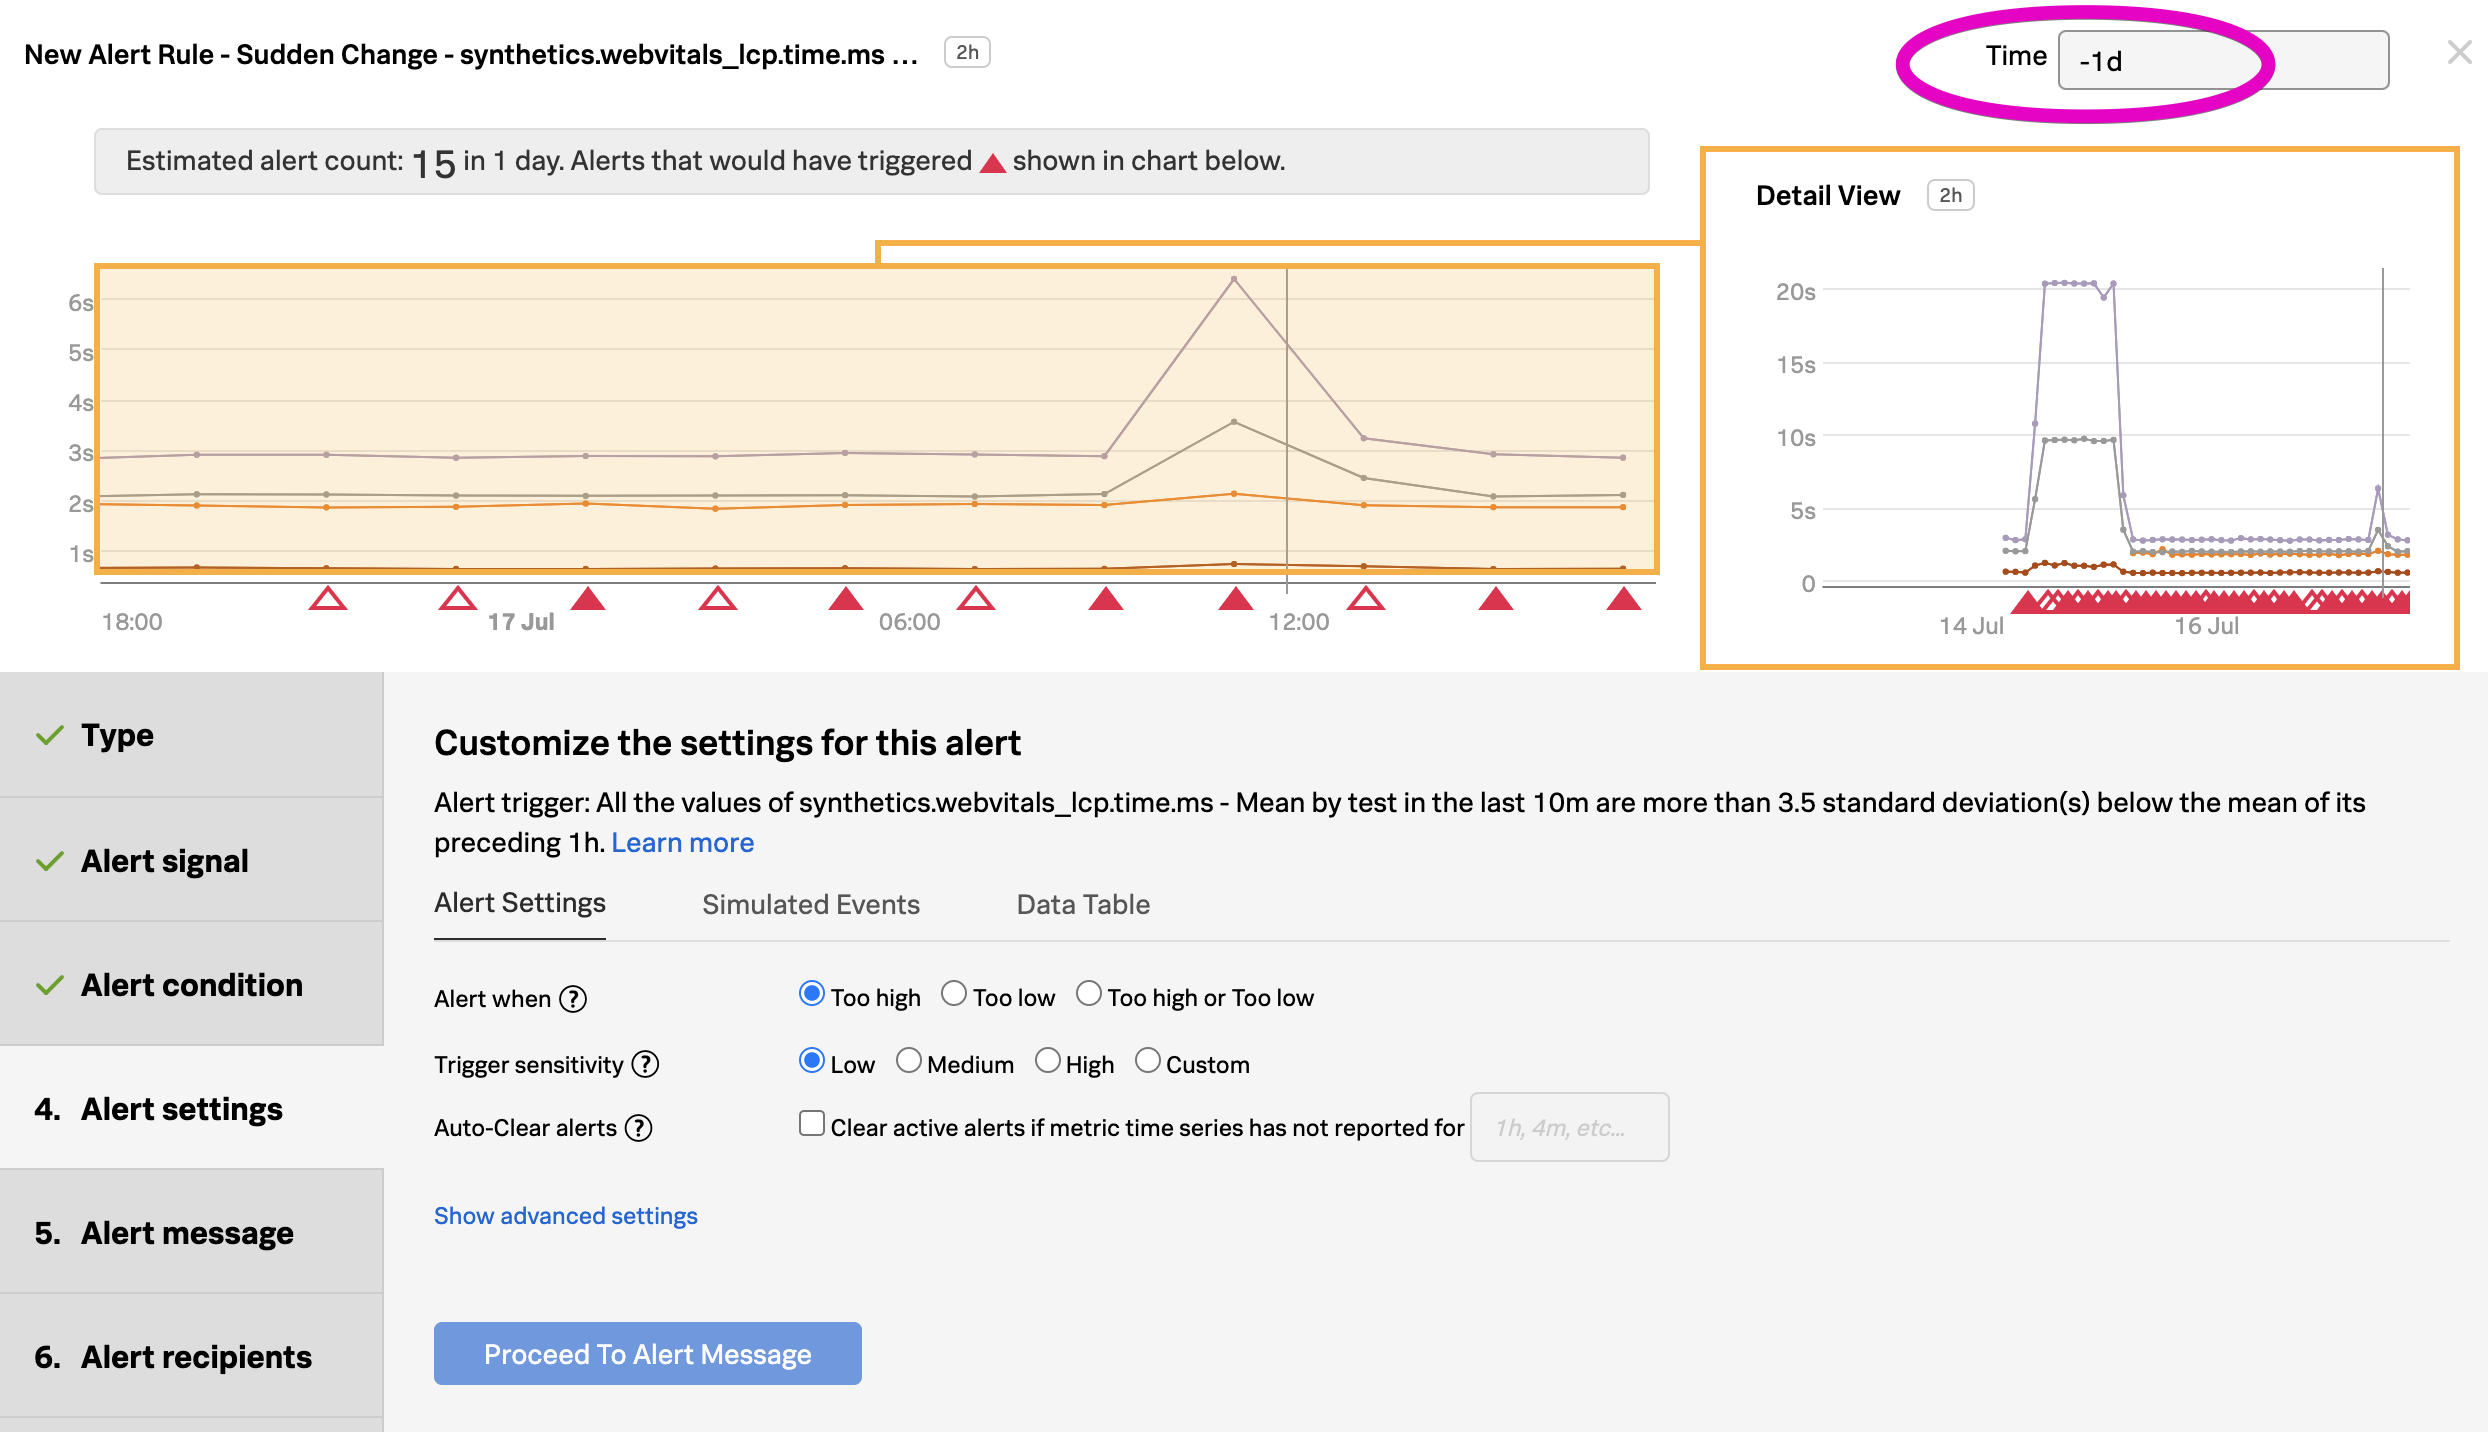 New Alert Rule - Sudden Change - synthetics.webvitals_lcp.time.ms ... 2h
Time -1d
Estimated alert count: 15 in 1 day. Alerts that would have triggered shown in chart below.
Detail View 2h
6s
5s
4s
3s
2s
1s
18:00 17 Jul 06:00 12:00
20s
15s
10s
5s
0
14 Jul 16 Jul
Type
Alert signal
Alert condition
4. Alert settings
5. Alert message
6. Alert recipients
Customize the settings for this alert
Alert trigger: All the values of synthetics.webvitals_lcp.time.ms - Mean by test in the last 10m are more than 3.5 standard deviation(s) below the mean of its
preceding 1h. Learn more
Alert Settings Simulated Events Data Table
Alert when ? Too high Too low Too high or Too low
Trigger sensitivity ? Low Medium High Custom
Auto-Clear alerts ? Clear active alerts if metric time series has not reported for 1h, 4m, etc...
Show advanced settings
Proceed To Alert Message